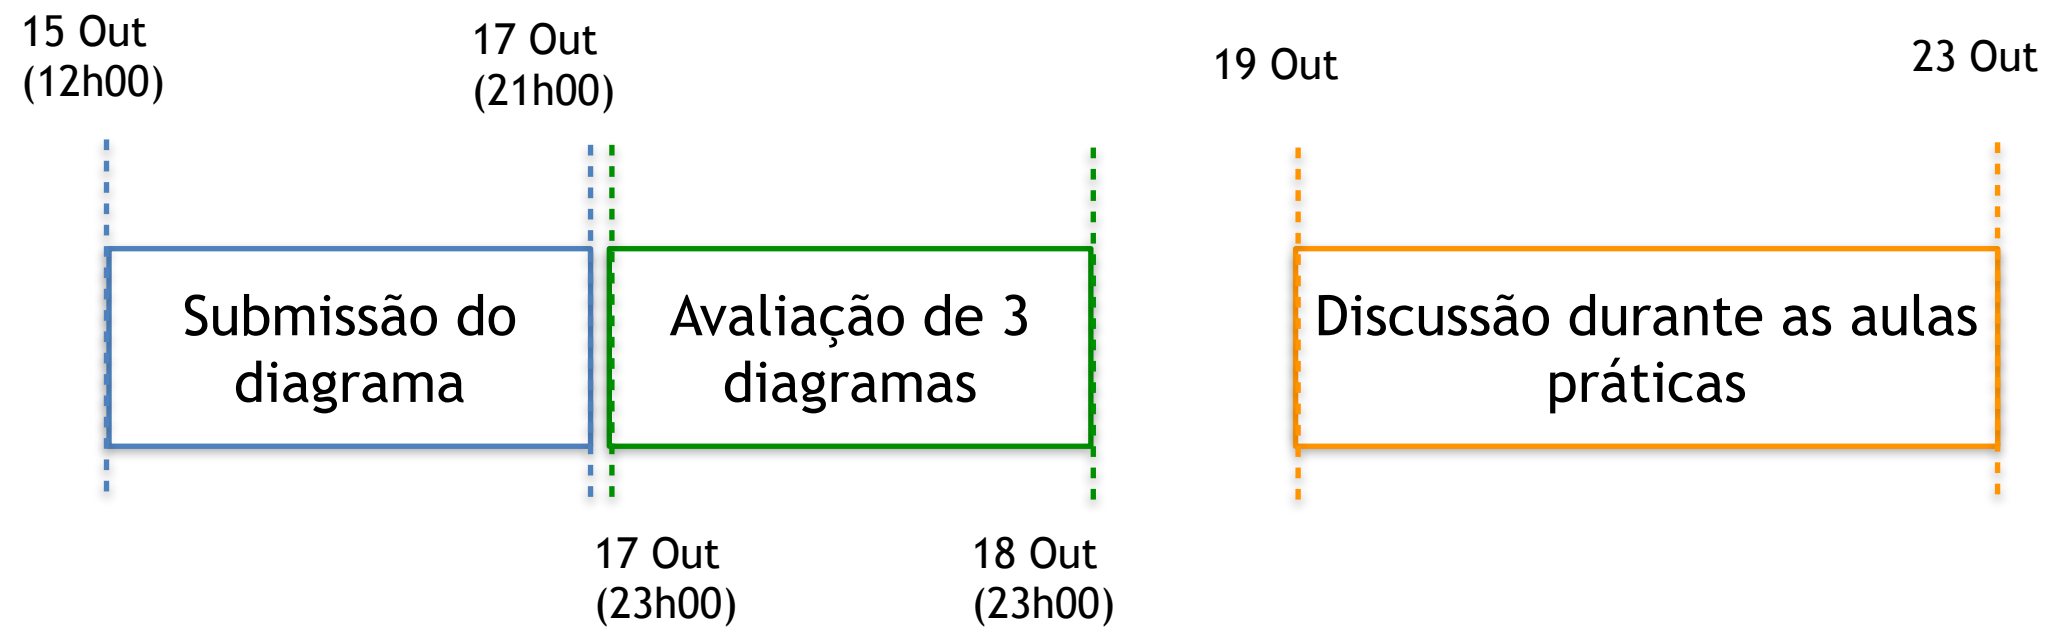 15 Out
(12h00)
17 Out
(21h00)
19 Out
23 Out
Submissão do
diagrama
Avaliação de 3
diagramas
Discussão durante as aulas
práticas
17 Out
(23h00)
18 Out
(23h00)